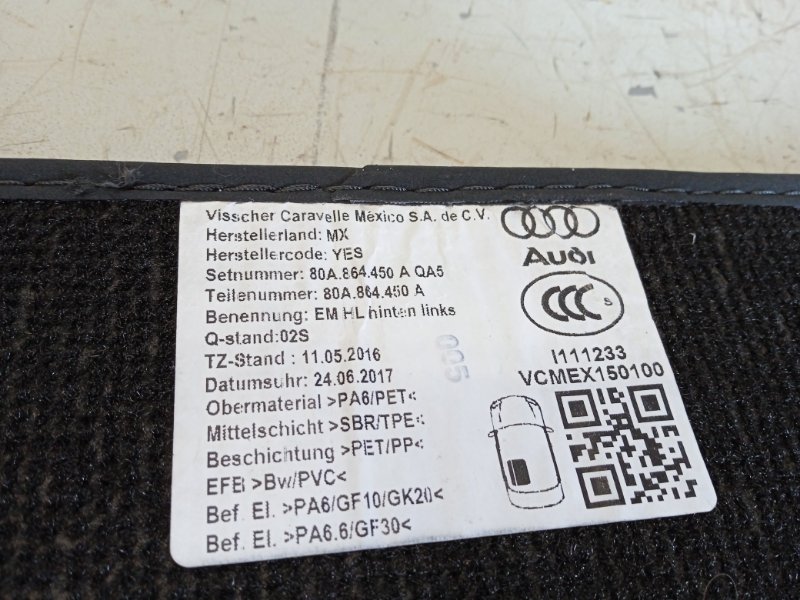 Visscher Caravelle México S.A. de C.V.
Herstellerland: MX
Herstellercode: YES
Setnummer: 80A.864.450 A QA5
Teilenummer: 80A.864.450 A
Benennung: EM HL hinten links
Q-stand:02S
TZ-Stand : 11.05.2016
Datumsuhr: 24.06.2017
Obermaterial >PA6/PET<
Mittelschicht >SBR/TPE<
Beschichtung >PET/PP<
EFB >Bw/PVC<
Bef. El. >PA6/GF10/GK20<
Bef. El. >PA6.6/GF30<
005
Audi
CCC S
I111233
VCMEX150100